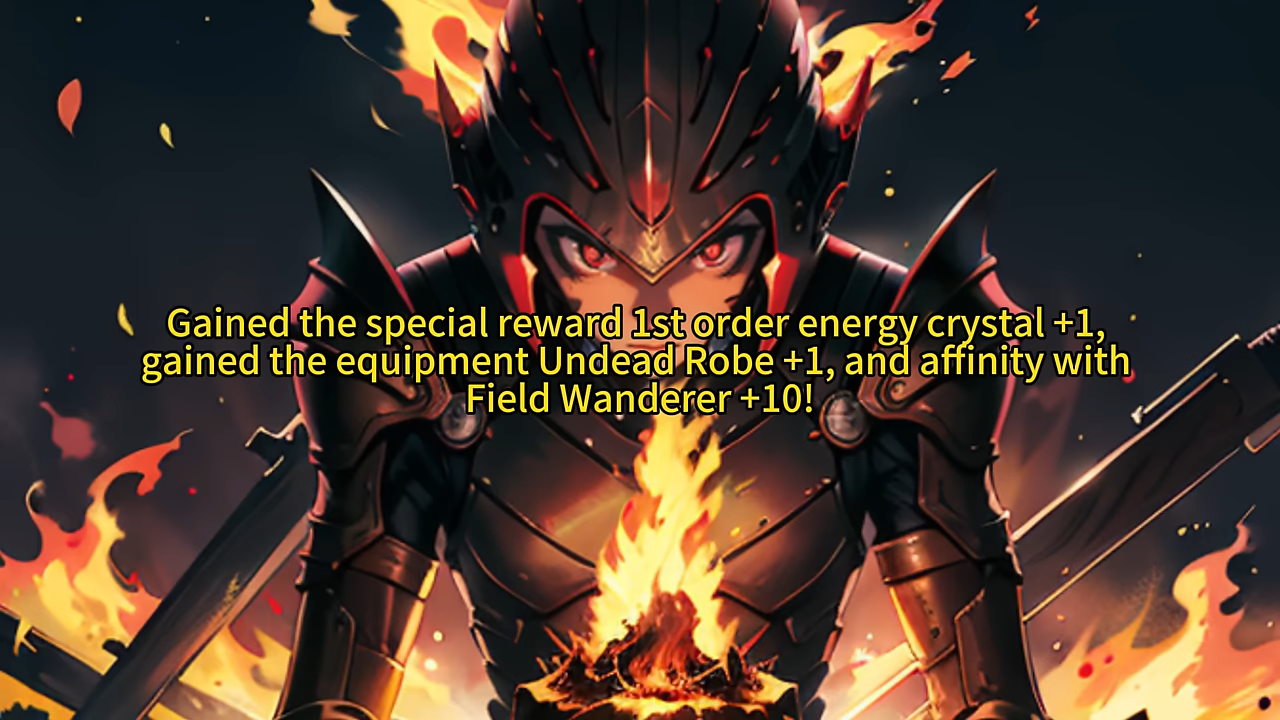 Gained the special reward 1st order energy crystal +1,
gained the equipment Undead Robe +1, and affinity with
Field Wanderer +10!